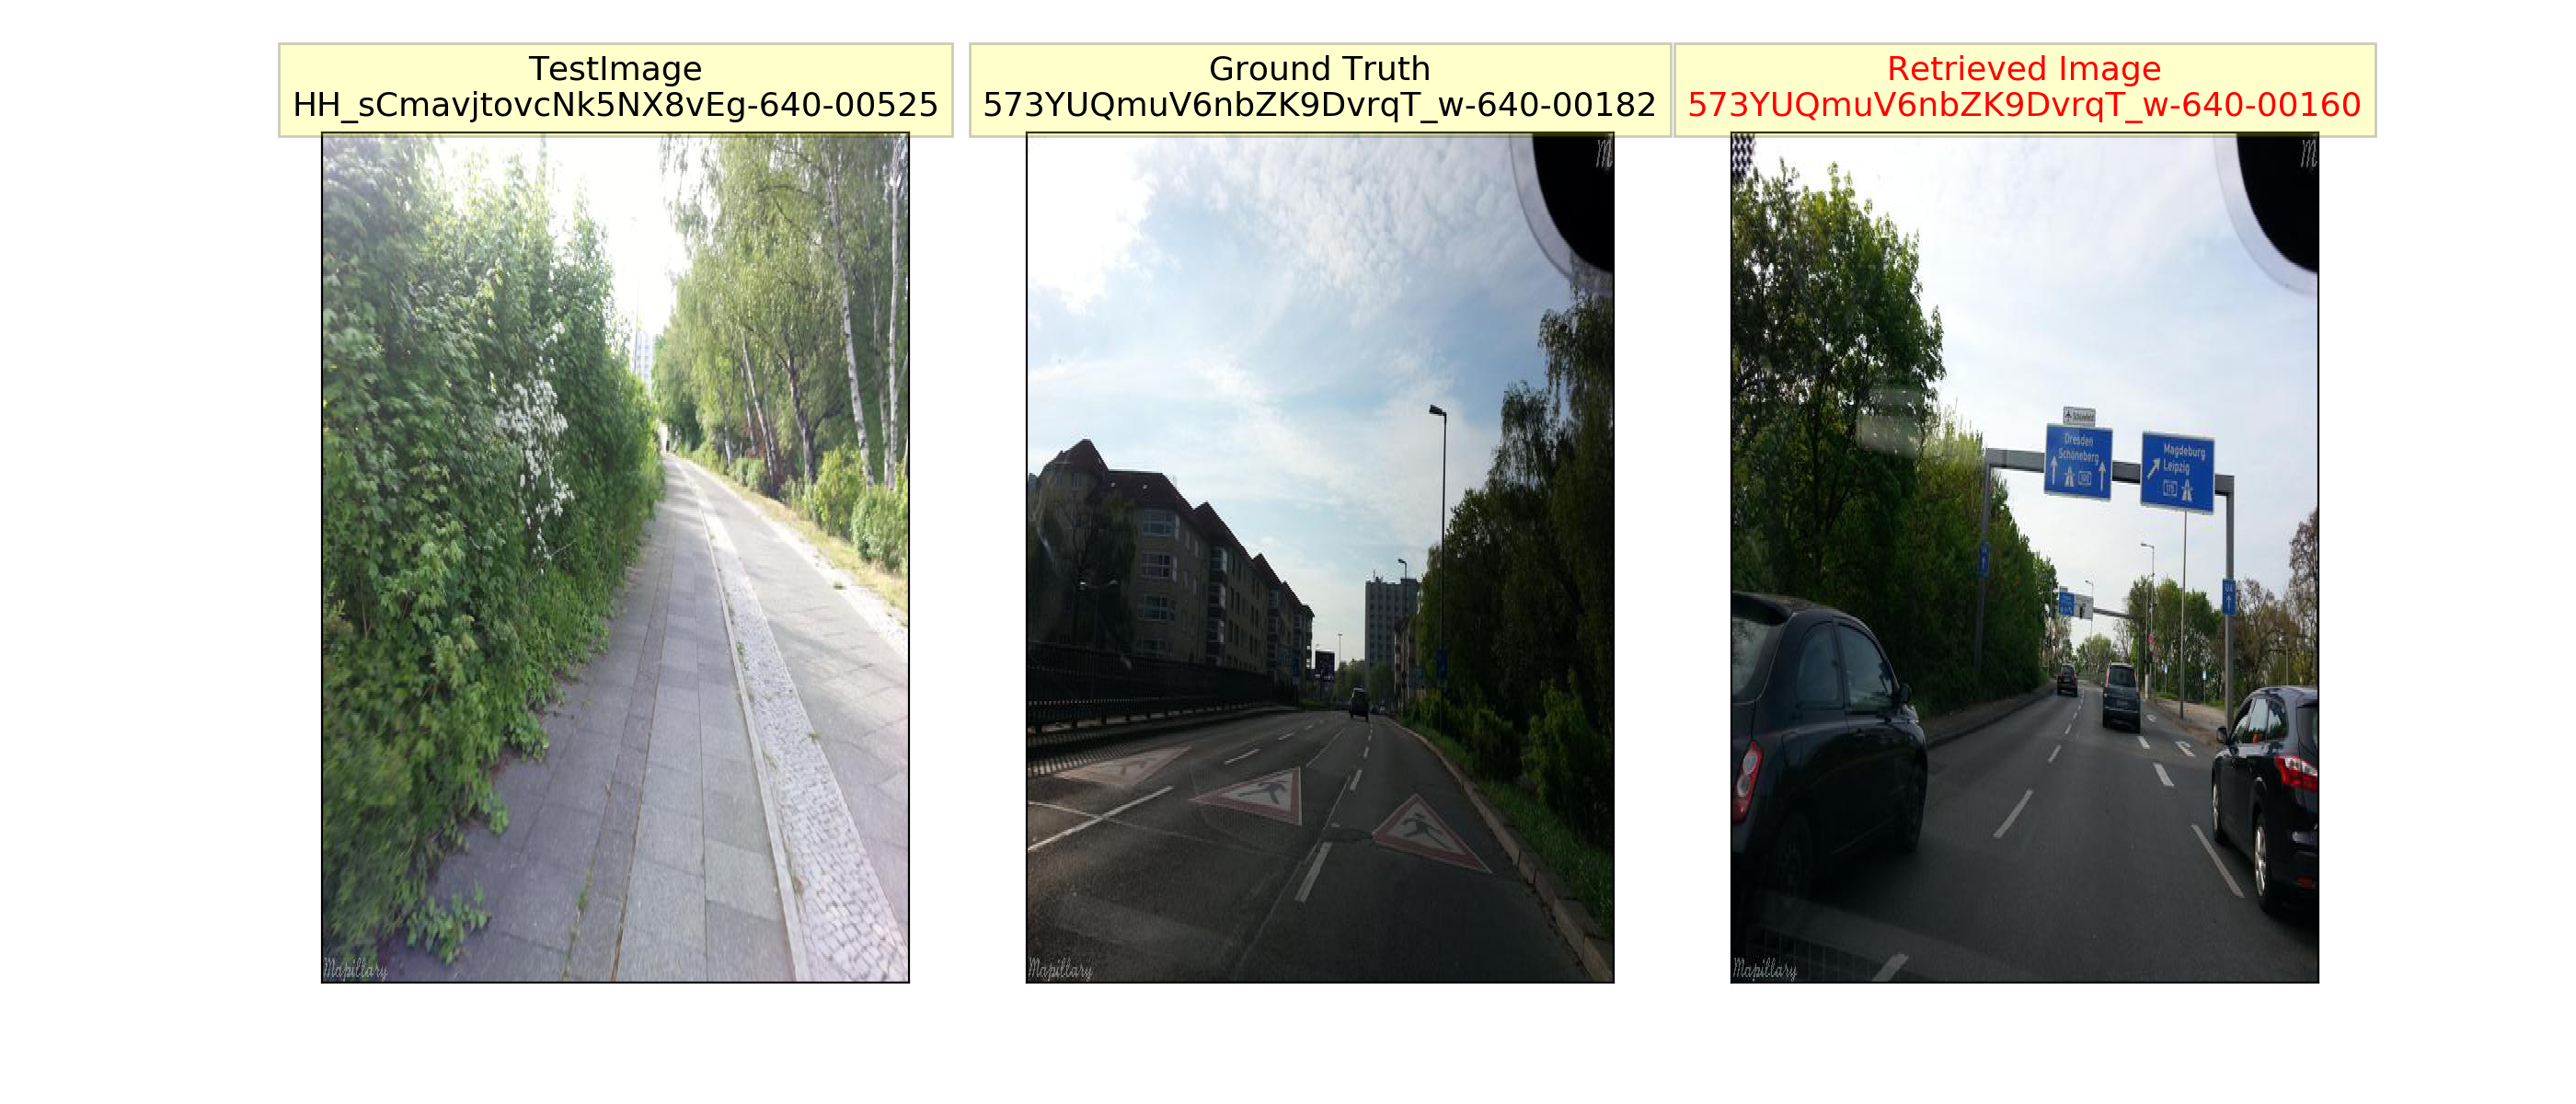 TestImage
HH_sCmavjtovcNk5NX8vEg-640-00525
Ground Truth
573YUQmuV6nbZK9DvrqT_w-640-00182
Retrieved Image
573YUQmuV6nbZK9DvrqT_w-640-00160
M
M
Dresden
Schöneberg
Magdeburg
Leipzig
Mapillary
Mapillary
Mapillary